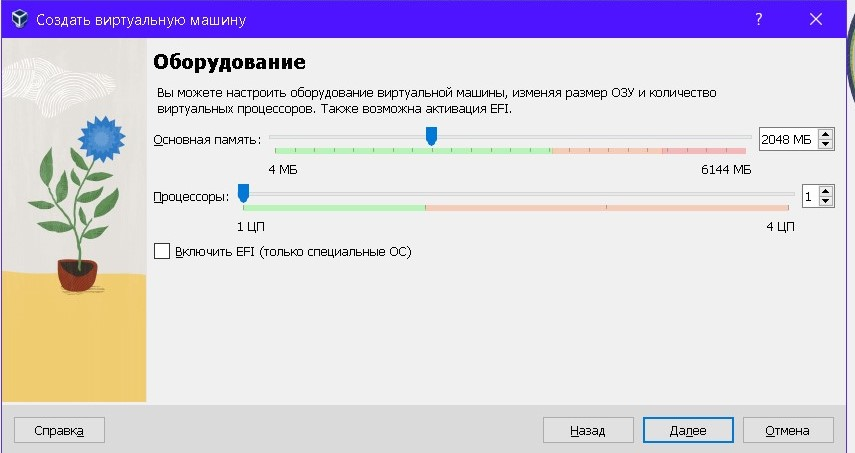 Создать виртуальную машину
?
Оборудование
Вы можете настроить оборудование виртуальной машины, изменяя размер ОЗУ и количество
виртуальных процессоров. Также возможна активация EFI.
Основная память:
2048 МБ
4 МБ
6144 МБ
Процессоры:
1
1 ЦП
4 ЦП
Включить EFI (только специальные ОС)
Справка
Назад
Далее
Отмена